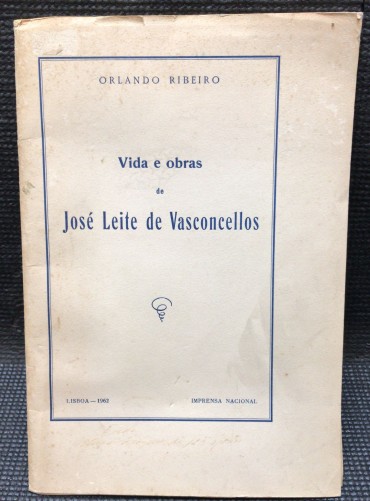 ORLANDO RIBEIRO
Vida e obras
de
José Leite de Vasconcellos
LISBOA — 1962
IMPRENSA NACIONAL